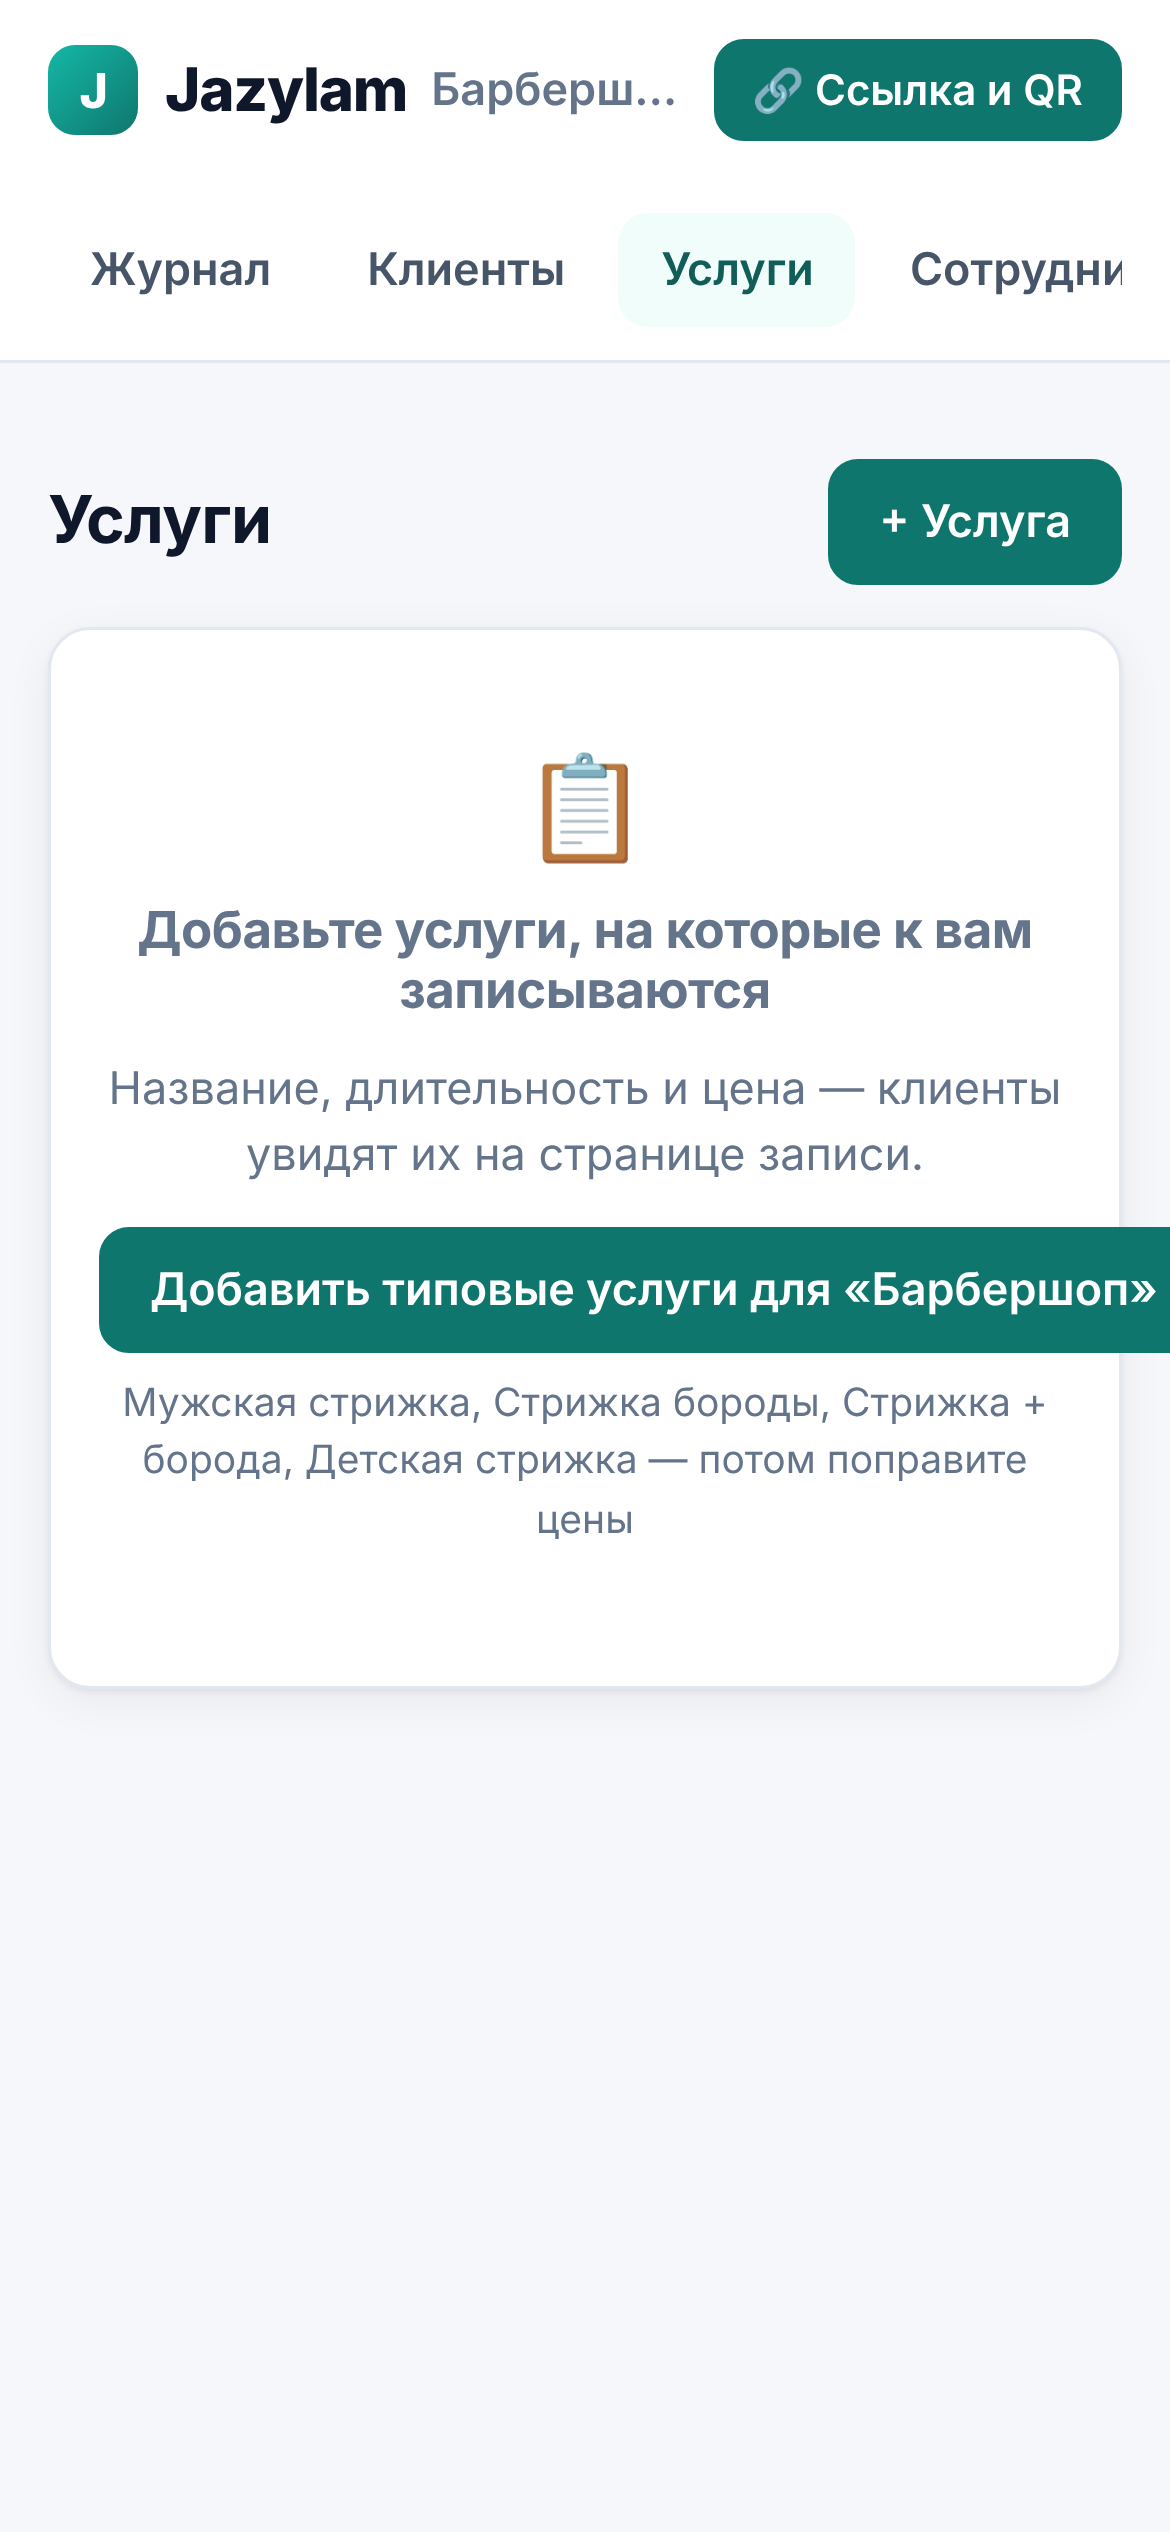 J Jazylam Барберш... 🔗 Ссылка и QR
Журнал Клиенты Услуги Сотрудни
Услуги + Услуга
Добавьте услуги, на которые к вам
записываются
Название, длительность и цена — клиенты
увидят их на странице записи.
Добавить типовые услуги для «Барбершоп»
Мужская стрижка, Стрижка бороды, Стрижка +
борода, Детская стрижка — потом поправите
цены